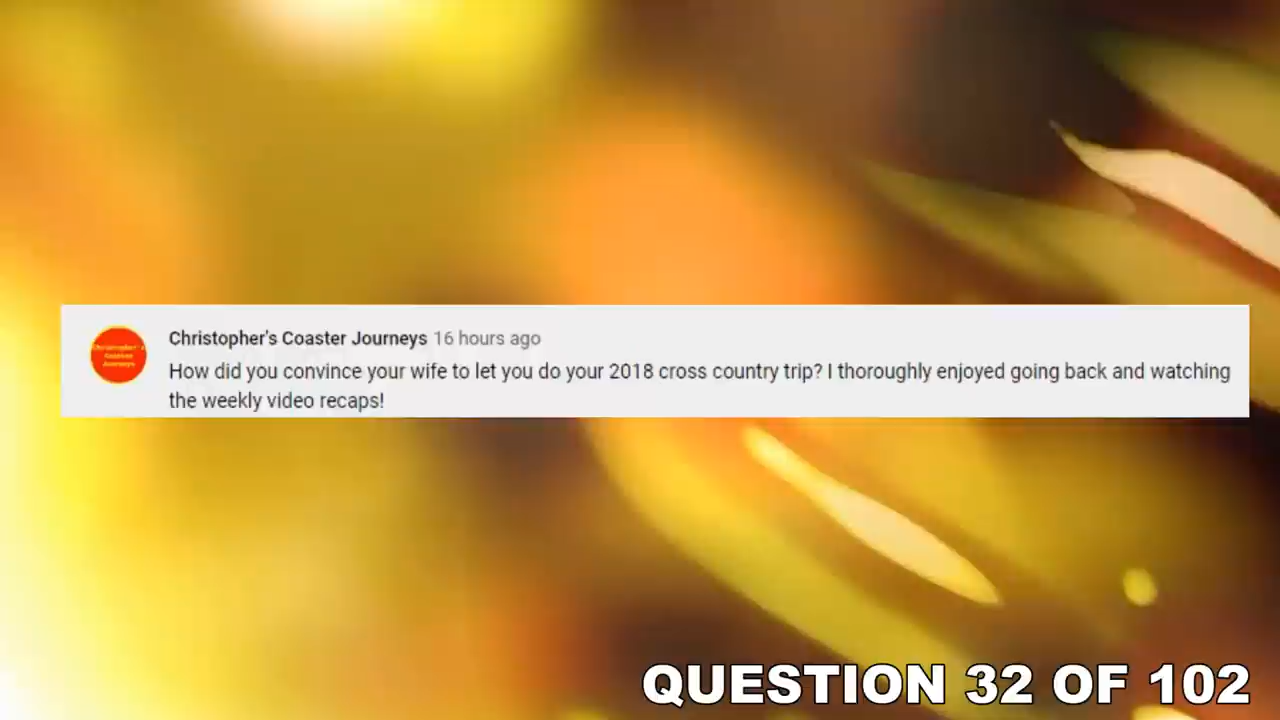 Christopher's Coaster Journeys 16 hours ago
How did you convince your wife to let you do your 2018 cross country trip? I thoroughly enjoyed going back and watching
the weekly video recaps!
QUESTION 32 OF 102